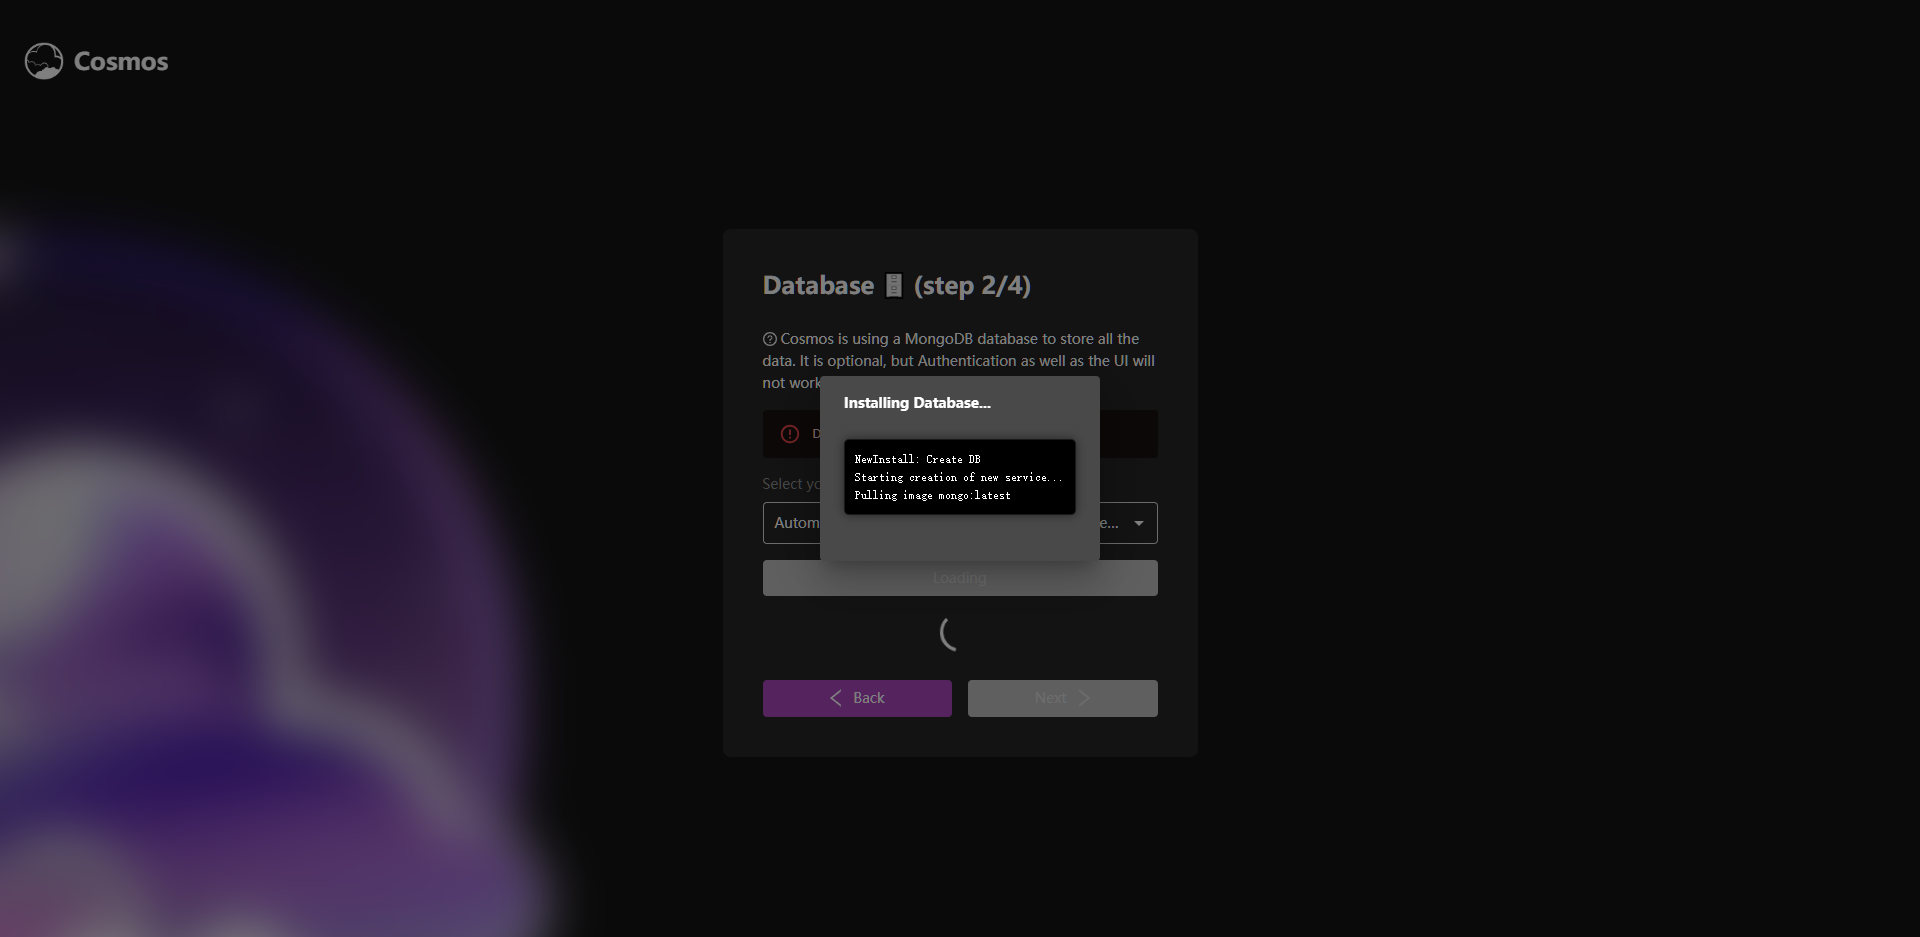 Cosmos
Database (step 2/4)
Cosmos is using a MongoDB database to store all the
data. It is optional, but Authentication as well as the UI will
not work
Installing Database...
D
NewInstall: Create DB
Starting creation of new service...
Pulling image mongo:latest
Select yo
Autom e...
Loading
Back
Next